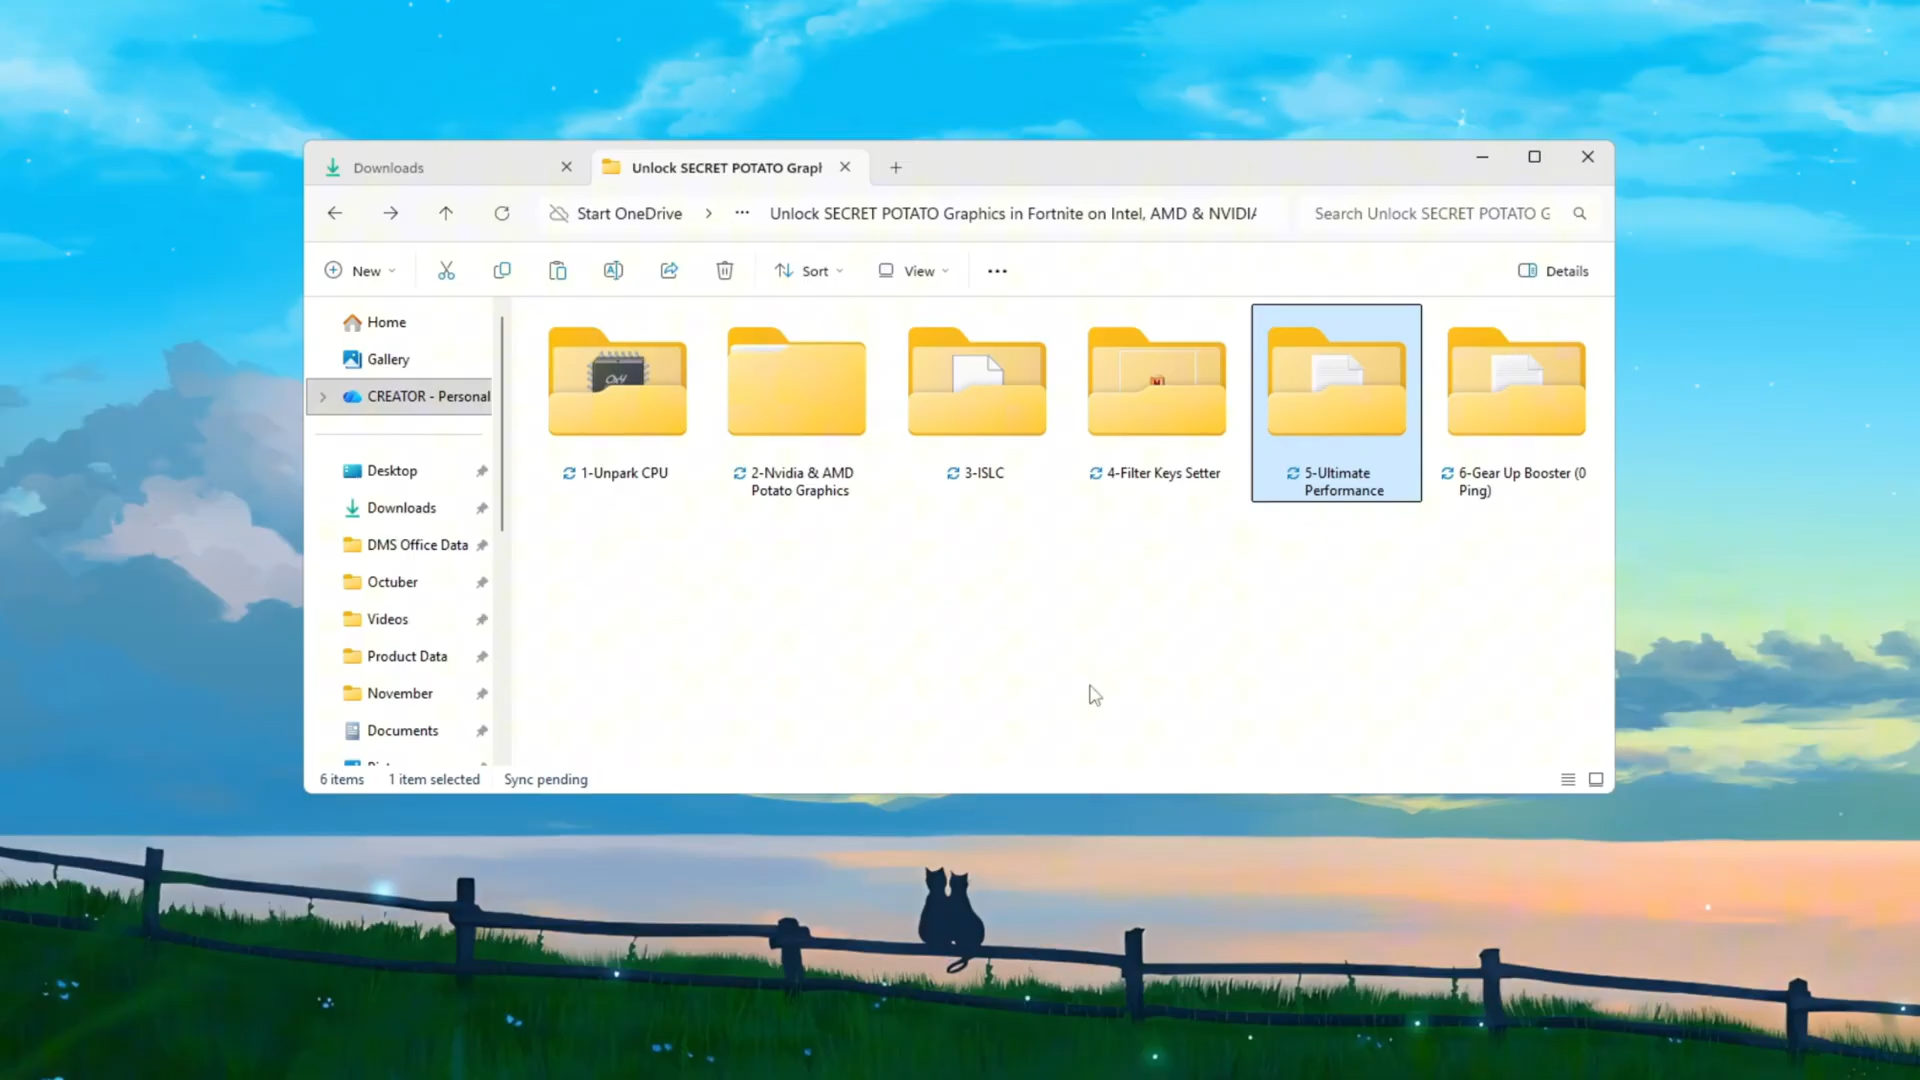 Downloads
Unlock SECRET POTATO Graph
Start OneDrive
Unlock SECRET POTATO Graphics in Fortnite on Intel, AMD & NVIDIA
Search Unlock SECRET POTATO G
New
Sort
View
Details
Home
Gallery
CREATOR - Personal
Desktop
Downloads
DMS Office Data
Octuber
Videos
Product Data
November
Documents
1-Unpark CPU
2-Nvidia & AMD
Potato Graphics
3-ISLC
4-Filter Keys Setter
5-Ultimate
Performance
6-Gear Up Booster (0
Ping)
6 items
1 item selected
Sync pending